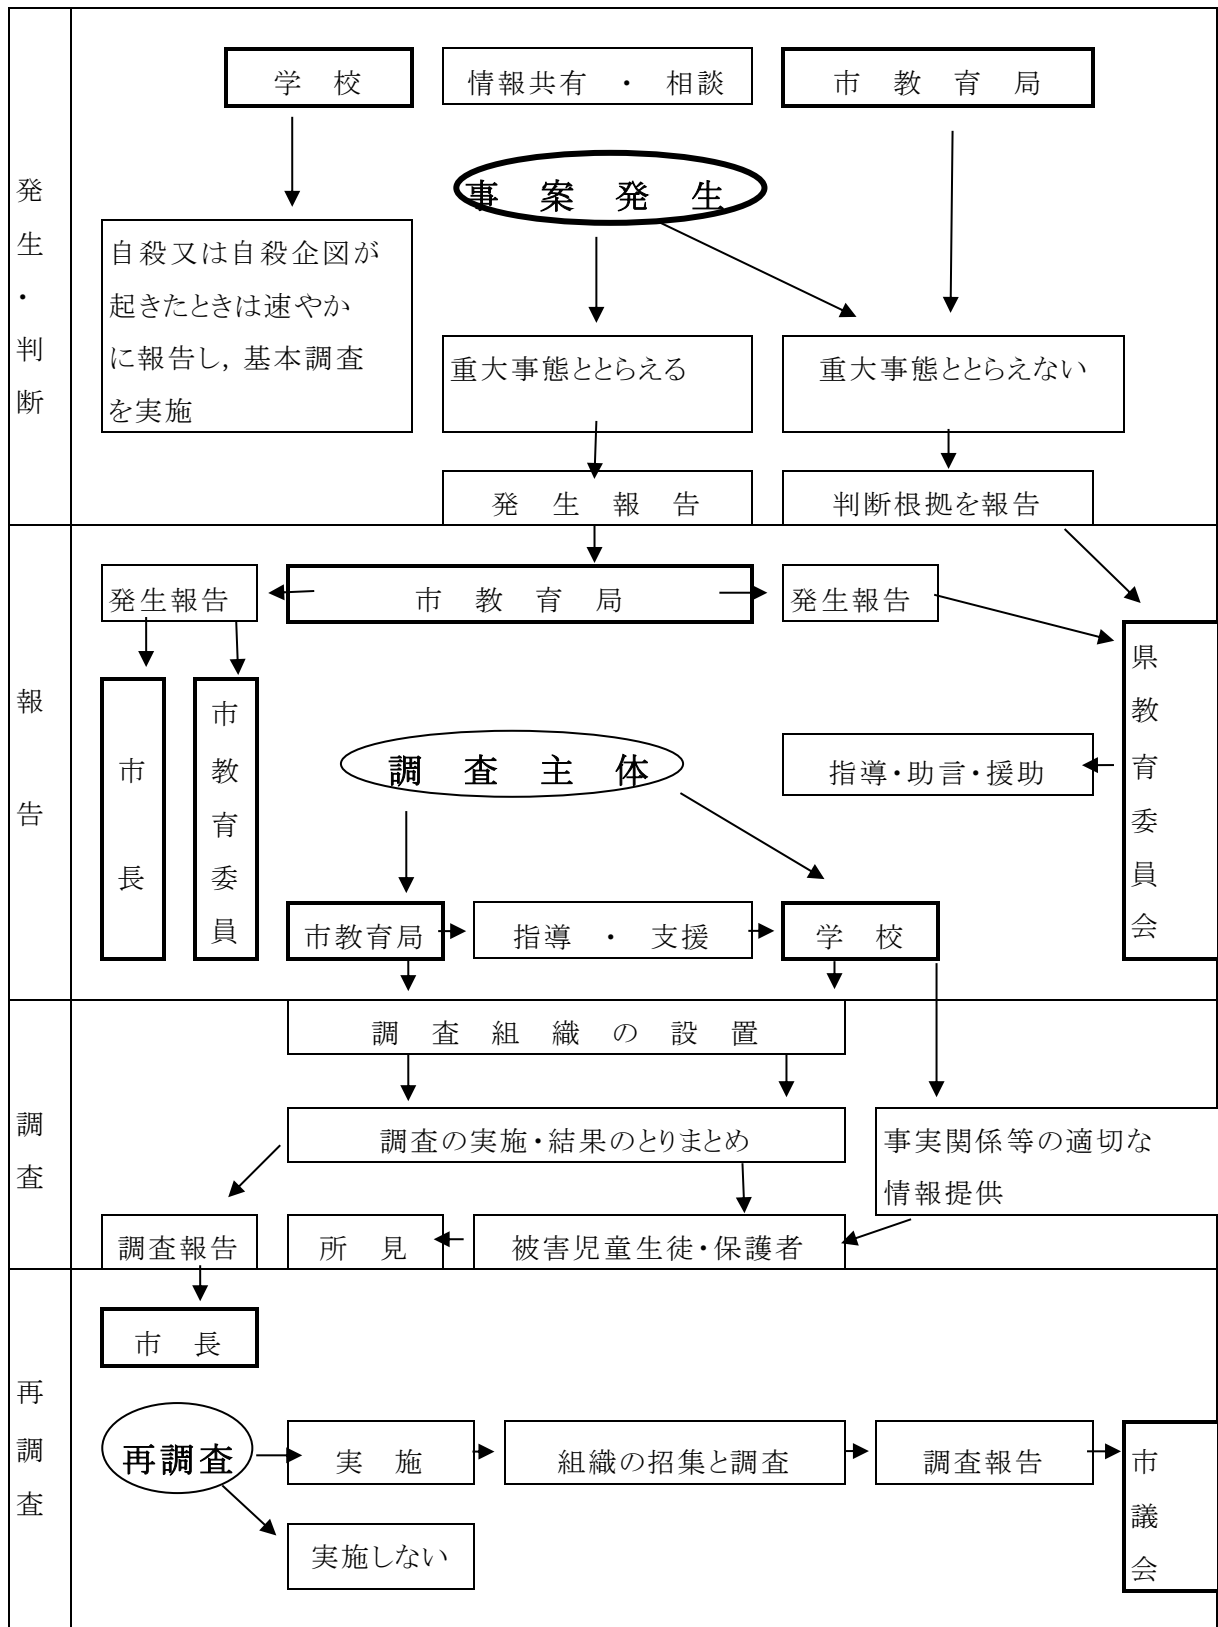 発生・判断
学　校
情報共有　・　相談
市　教　育　局
事　案　発　生
自殺又は自殺企図が
起きたときは速やか
に報告し，基本調査
を実施
重大事態ととらえる
重大事態ととらえない
発　生　報　告
判断根拠を報告
報告
発生報告
市　教　育　局
発生報告
県教育委員会
市長
市教育委員
調　査　主　体
指導・助言・援助
市教育局
指導　・　支援
学　校
調査
調　査　組　織　の　設　置
調査の実施・結果のとりまとめ
事実関係等の適切な
情報提供
調査報告
所　見
被害児童生徒・保護者
再調査
市　長
再調査
実　施
組織の招集と調査
調査報告
市議会
実施しない